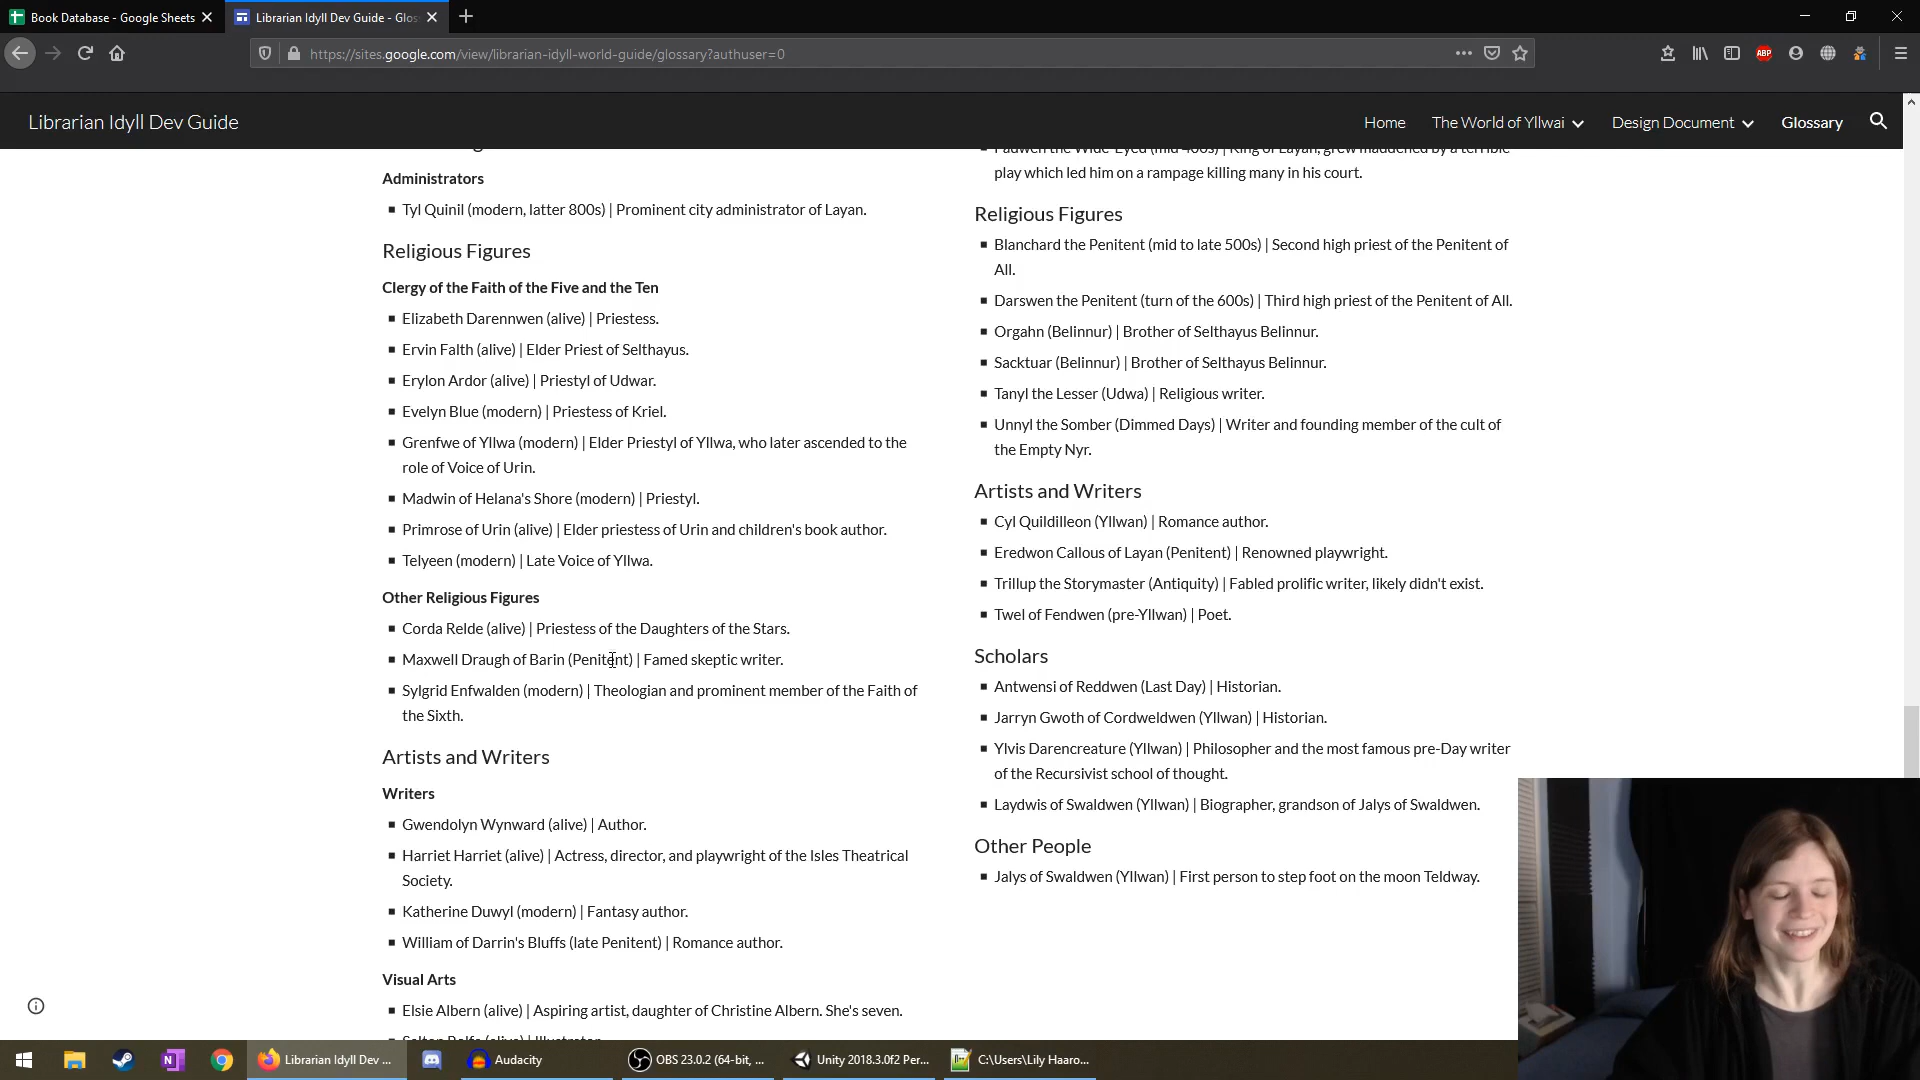 Book Database - Google Sheets
Librarian Idyll Dev Guide - Glos
https://sites.google.com/view/librarian-idyll-world-guide/glossary?authuser=0
ABP
Librarian Idyll Dev Guide
Home
The World of Yllwai
Design Document
Glossary
Administrators
Tyl Quinil (modern, latter 800s) | Prominent city administrator of Layan.
Religious Figures
Clergy of the Faith of the Five and the Ten
Elizabeth Darennwen (alive) | Priestess.
Ervin Falth (alive) | Elder Priest of Selthayus.
Erylon Ardor (alive) | Priestyl of Udwar.
Evelyn Blue (modern) | Priestess of Kriel.
Grenfwe of Yllwa (modern) | Elder Priestyl of Yllwa, who later ascended to the
role of Voice of Urin.
Madwin of Helana's Shore (modern) | Priestyl.
Primrose of Urin (alive) | Elder priestess of Urin and children's book author.
Telyeen (modern) | Late Voice of Yllwa.
Other Religious Figures
Corda Relde (alive) | Priestess of the Daughters of the Stars.
Maxwell Draugh of Barin (Penitent) | Famed skeptic writer.
Sylgrid Enfwalden (modern) | Theologian and prominent member of the Faith of
the Sixth.
Artists and Writers
Writers
Gwendolyn Wynward (alive) | Author.
Harriet Harriet (alive) | Actress, director, and playwright of the Isles Theatrical
Society.
Katherine Duwyl (modern) | Fantasy author.
William of Darrin's Bluffs (late Penitent) | Romance author.
Visual Arts
Elsie Albern (alive) | Aspiring artist, daughter of Christine Albern. She's seven.
Fadwen the Wide-Eyed (mid 400s) | King of Layan, grew maddened by a terrible
play which led him on a rampage killing many in his court.
Religious Figures
Blanchard the Penitent (mid to late 500s) | Second high priest of the Penitent of
All.
Darswen the Penitent (turn of the 600s) | Third high priest of the Penitent of All.
Orgahn (Belinnur) | Brother of Selthayus Belinnur.
Sacktuar (Belinnur) | Brother of Selthayus Belinnur.
Tanyl the Lesser (Udwa) | Religious writer.
Unnyl the Somber (Dimmed Days) | Writer and founding member of the cult of
the Empty Nyr.
Artists and Writers
Cyl Quildilleon (Yllwan) | Romance author.
Eredwon Callous of Layan (Penitent) | Renowned playwright.
Trillup the Storymaster (Antiquity) | Fabled prolific writer, likely didn't exist.
Twel of Fendwen (pre-Yllwan) | Poet.
Scholars
Antwensi of Reddwen (Last Day) | Historian.
Jarryn Gwoth of Cordweldwen (Yllwan) | Historian.
Ylvis Darencreature (Yllwan) | Philosopher and the most famous pre-Day writer
of the Recursivist school of thought.
Laydwis of Swaldwen (Yllwan) | Biographer, grandson of Jalys of Swaldwen.
Other People
Jalys of Swaldwen (Yllwan) | First person to step foot on the moon Teldway.
Librarian Idyll Dev ...
Audacity
OBS 23.0.2 (64-bit, ...
Unity 2018.3.0f2 Per...
C:\Users\Lily Haaro...